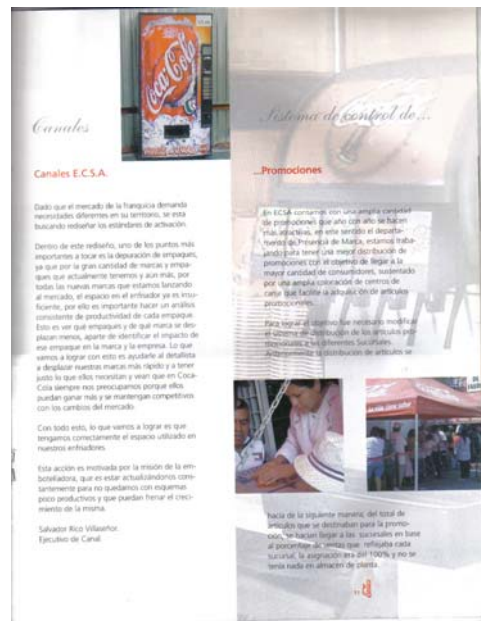 Coca-Cola
Canales
Canales E.C.S.A.
Dado que el mercado de la franquicia demanda
necesidades diferentes en su territorio, se está
buscando rediseñar los estándares de activación.
Dentro de este rediseño, uno de los puntos más
importantes a tocar es la depuración de empaques,
ya que por la gran cantidad de marcas y empa-
ques que actualmente tenemos y aun más, por
todas las nuevas marcas que estamos lanzando
al mercado, el espacio en el enfriador ya es insu-
ficiente, por ello es importante hacer un análisis
consistente de productividad de cada empaque.
Esto es ver qué empaques y de qué marca se des-
plazan menos, aparte de identificar el impacto de
ese empaque en la marca y la empresa. Lo que
vamos a lograr con esto es ayudarle al detallista
a desplazar nuestras marcas más rápido y a tener
justo lo que ellos necesitan y vean que en Coca-
Cola siempre nos preocupamos porque ellos
puedan ganar más y se mantengan competitivos
con los cambios del mercado.
Con todo esto, lo que vamos a lograr es que
tengamos correctamente el espacio utilizado en
nuestros enfriadores.
Esta acción es motivada por la misión de la em-
botelladora, que es estar actualizándonos cons-
tantemente para no quedarnos con esquemas
poco productivos y que puedan frenar el creci-
miento de la misma.
Salvador Rico Villaseñor.
Ejecutivo de Canal.
Sistema de control de...
...Promociones
En ECSA contamos con una amplia cantidad
de promociones que año con año se hacen
más atractivas, en este sentido el departa-
mento de Presencia de Marca, estamos traba-
jando para tener una mejor distribución de
promociones con el objetivo de llegar a la
mayor cantidad de consumidores, sustentado
por una amplia colocación de centros de
canje que facilite la adquisición de artículos
promocionales.
Para lograr el objetivo fue necesario modificar
el sistema de distribución de los artículos pro-
mocionales a las diferentes Sucursales.
Anteriormente la distribución de artículos se
hacía de la siguiente manera; del total de
artículos que se destinaban para la promo-
ción, se hacían llegar a las sucursales en base
al porcentaje de ventas que reflejaba cada
sucursal, la asignación era del 100% y no se
tenía nada en almacén de planta.